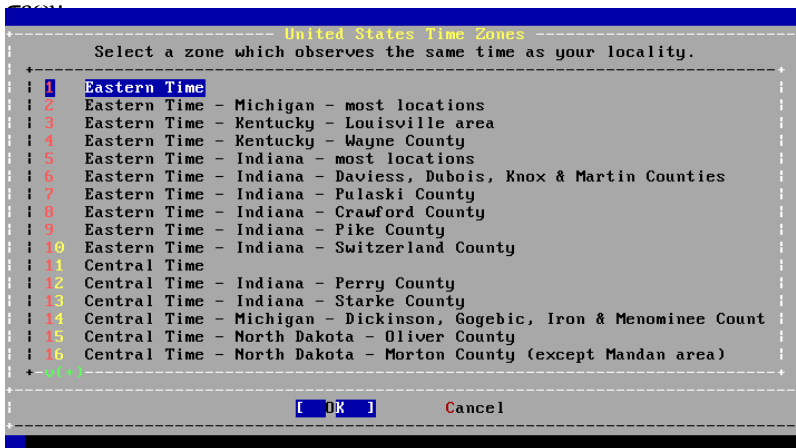 United States Time Zones
Select a zone which observes the same time as your locality.
1 Eastern Time
2 Eastern Time - Michigan - most locations
3 Eastern Time - Kentucky - Louisville area
4 Eastern Time - Kentucky - Wayne County
5 Eastern Time - Indiana - most locations
6 Eastern Time - Indiana - Daviess, Dubois, Knox & Martin Counties
7 Eastern Time - Indiana - Pulaski County
8 Eastern Time - Indiana - Crawford County
9 Eastern Time - Indiana - Pike County
10 Eastern Time - Indiana - Switzerland County
11 Central Time
12 Central Time - Indiana - Perry County
13 Central Time - Indiana - Starke County
14 Central Time - Michigan - Dickinson, Gogebic, Iron & Menominee Count
15 Central Time - North Dakota - Oliver County
16 Central Time - North Dakota - Morton County (except Mandan area)
v(+)
[ OK ] Cancel